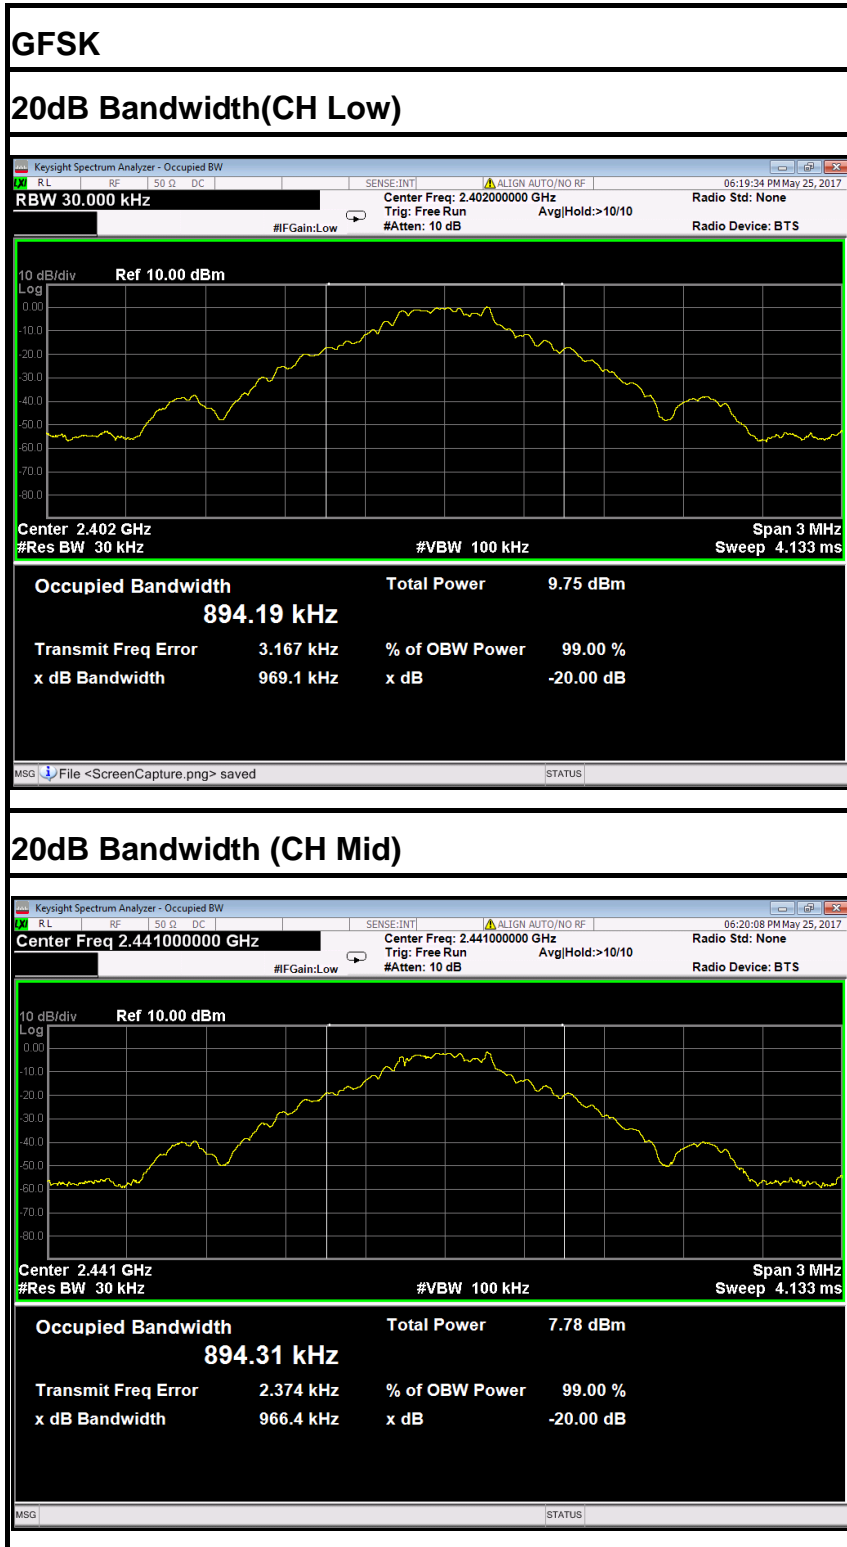 GFSK
20dB Bandwidth(CH Low)
Keysight Spectrum Analyzer - Occupied BW
LXI RL RF 50 Ω DC SENSE:INT ALIGN AUTO/NO RF 06:19:34 PM May 25, 2017
RBW 30.000 kHz Center Freq: 2.402000000 GHz Radio Std: None
Trig: Free Run Avg|Hold:>10/10
#IFGain:Low #Atten: 10 dB Radio Device: BTS
10 dB/div Ref 10.00 dBm
Log
0.00
-10.0
-20.0
-30.0
-40.0
-50.0
-60.0
-70.0
-80.0
Center 2.402 GHz Span 3 MHz
#Res BW 30 kHz #VBW 100 kHz Sweep 4.133 ms
Occupied Bandwidth Total Power 9.75 dBm
894.19 kHz
Transmit Freq Error 3.167 kHz % of OBW Power 99.00 %
x dB Bandwidth 969.1 kHz x dB -20.00 dB
MSG File <ScreenCapture.png> saved STATUS
20dB Bandwidth (CH Mid)
Keysight Spectrum Analyzer - Occupied BW
LXI RL RF 50 Ω DC SENSE:INT ALIGN AUTO/NO RF 06:20:08 PM May 25, 2017
Center Freq 2.441000000 GHz Center Freq: 2.441000000 GHz Radio Std: None
Trig: Free Run Avg|Hold:>10/10
#IFGain:Low #Atten: 10 dB Radio Device: BTS
10 dB/div Ref 10.00 dBm
Log
0.00
-10.0
-20.0
-30.0
-40.0
-50.0
-60.0
-70.0
-80.0
Center 2.441 GHz Span 3 MHz
#Res BW 30 kHz #VBW 100 kHz Sweep 4.133 ms
Occupied Bandwidth Total Power 7.78 dBm
894.31 kHz
Transmit Freq Error 2.374 kHz % of OBW Power 99.00 %
x dB Bandwidth 966.4 kHz x dB -20.00 dB
MSG STATUS